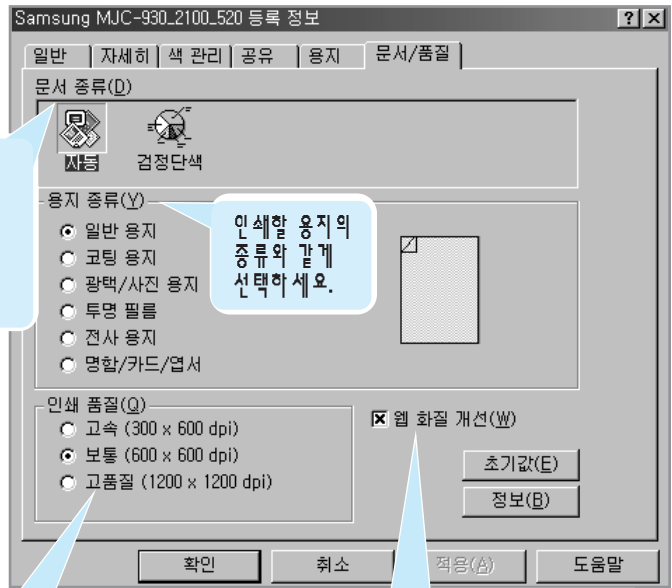 Samsung MJC-930_2100_520 등록 정보
일반 자세히 색 관리 공유 용지 문서/품질
문서 종류(D)
자동 검정단색
용지 종류(Y)
일반 용지
코팅 용지
광택/사진 용지
투명 필름
전사 용지
명함/카드/엽서
인쇄할 용지의
종류와 같게
선택하세요.
인쇄 품질(Q)
고속 (300 x 600 dpi)
보통 (600 x 600 dpi)
고품질 (1200 x 1200 dpi)
웹 화질 개선(W)
초기값(E)
정보(B)
확인 취소 적용(A) 도움말